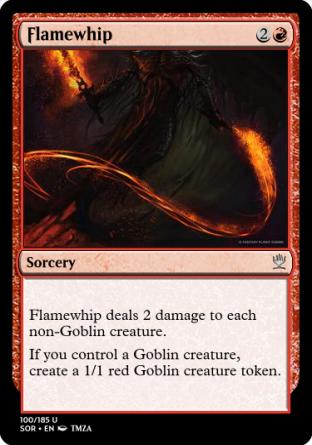 Flamewhip 2
Sorcery
Flamewhip deals 2 damage to each
non-Goblin creature.
If you control a Goblin creature,
create a 1/1 red Goblin creature token.
100/185 U
SOR • EN TMZA